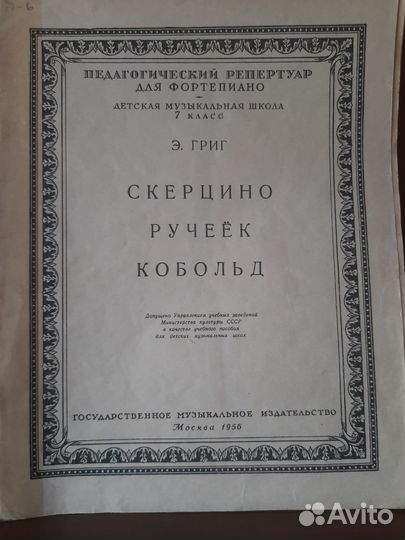 ПЕДАГОГИЧЕСКИЙ РЕПЕРТУАР
ДЛЯ ФОРТЕПИАНО
ДЕТСКАЯ МУЗЫКАЛЬНАЯ ШКОЛА
7 КЛАСС
Э. ГРИГ
СКЕРЦИНО
РУЧЕЁК
КОБОЛЬД
Допущено Управлением учебных заведений
Министерства культуры СССР
в качестве учебного пособия
для детских музыкальных школ
ГОСУДАРСТВЕННОЕ МУЗЫКАЛЬНОЕ ИЗДАТЕЛЬСТВО
Москва 1956
Avito